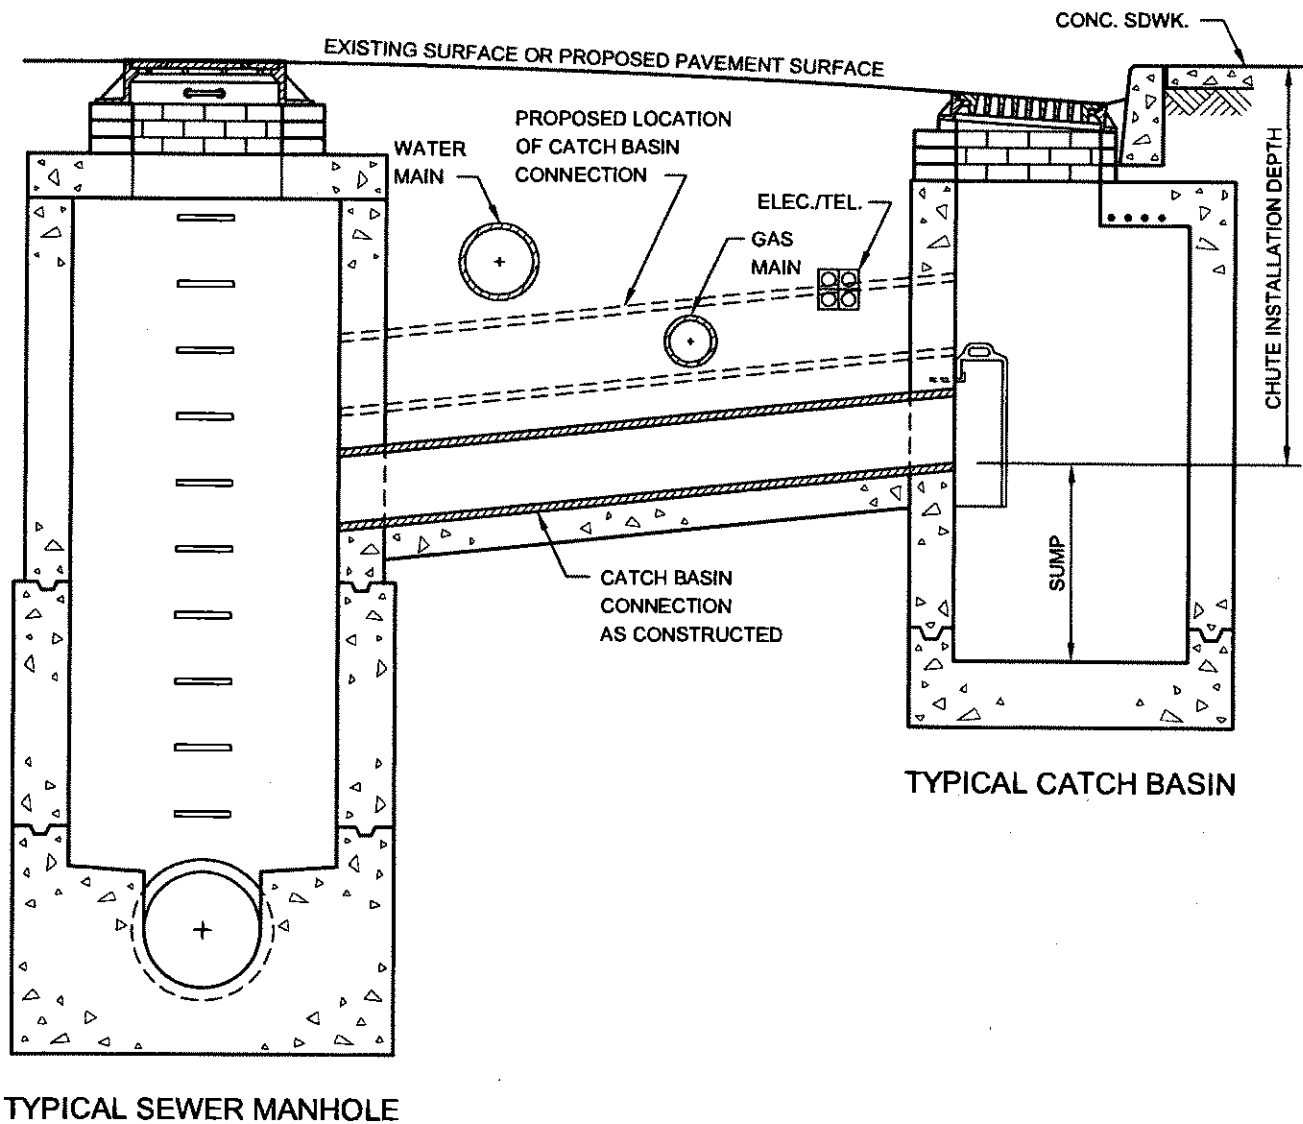 CONC. SDWK.
EXISTING SURFACE OR PROPOSED PAVEMENT SURFACE
PROPOSED LOCATION
OF CATCH BASIN
CONNECTION
WATER
MAIN
ELEC./TEL.
GAS
MAIN
CHUTE INSTALLATION DEPTH
SUMP
CATCH BASIN
CONNECTION
AS CONSTRUCTED
TYPICAL CATCH BASIN
TYPICAL SEWER MANHOLE